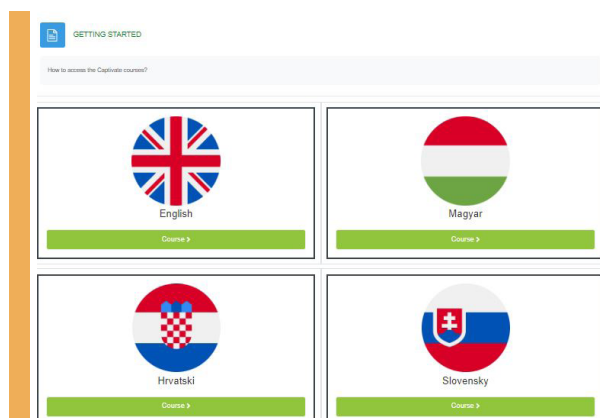 GETTING STARTED
How to access the Captivate courses?
English
Course >
Magyar
Course >
Hrvatski
Course >
Slovensky
Course >